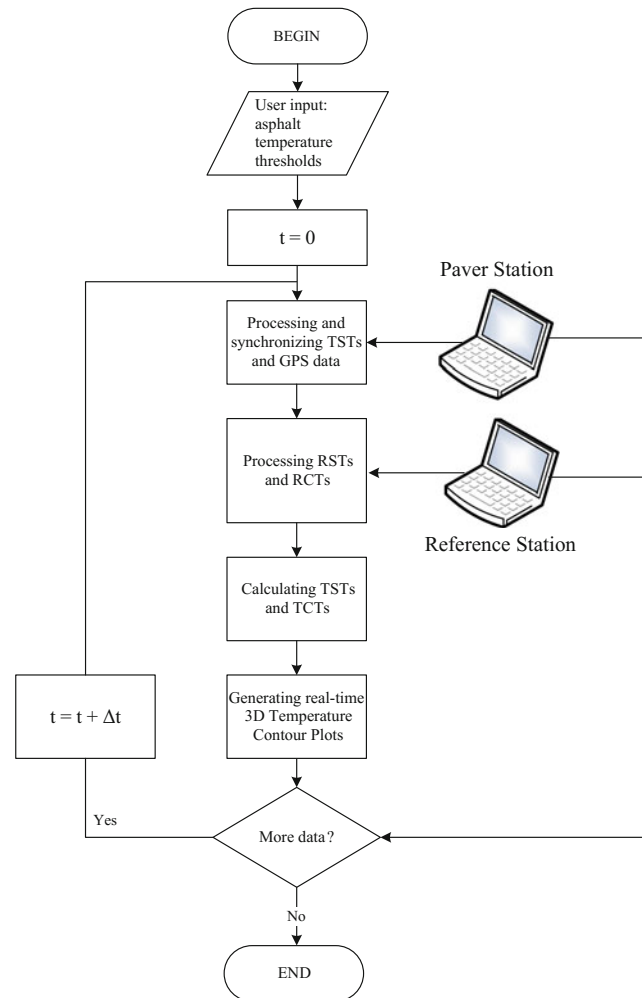 BEGIN
User input:
asphalt
temperature
thresholds
t = 0
Paver Station
Processing and
synchronizing TSTs
and GPS data
Processing RSTs
and RCTs
Reference Station
Calculating TSTs
and TCTs
Generating real-time
3D Temperature
Contour Plots
t = t + Δt
Yes
More data?
No
END